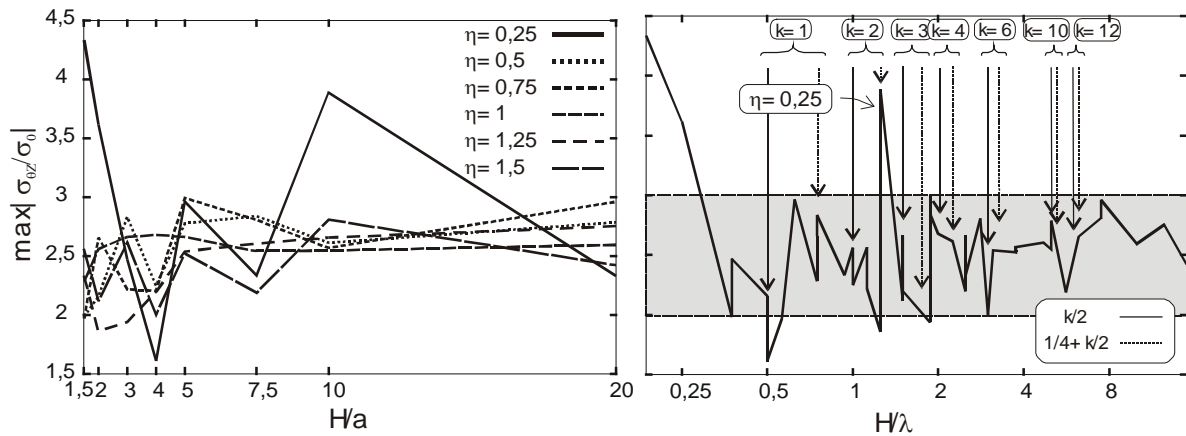 max| σθZ/σ0|
4,5
4
3,5
3
2,5
2
1,5
η= 0,25
η= 0,5
η= 0,75
η= 1
η= 1,25
η= 1,5
1,5 2 3 4 5 7,5 10 20
H/a
k= 1 k= 2 k= 3 k= 4 k= 6 k= 10 k= 12
η= 0,25
k/2
1/4+ k/2
0,25 0,5 1 2 4 8
H/λ